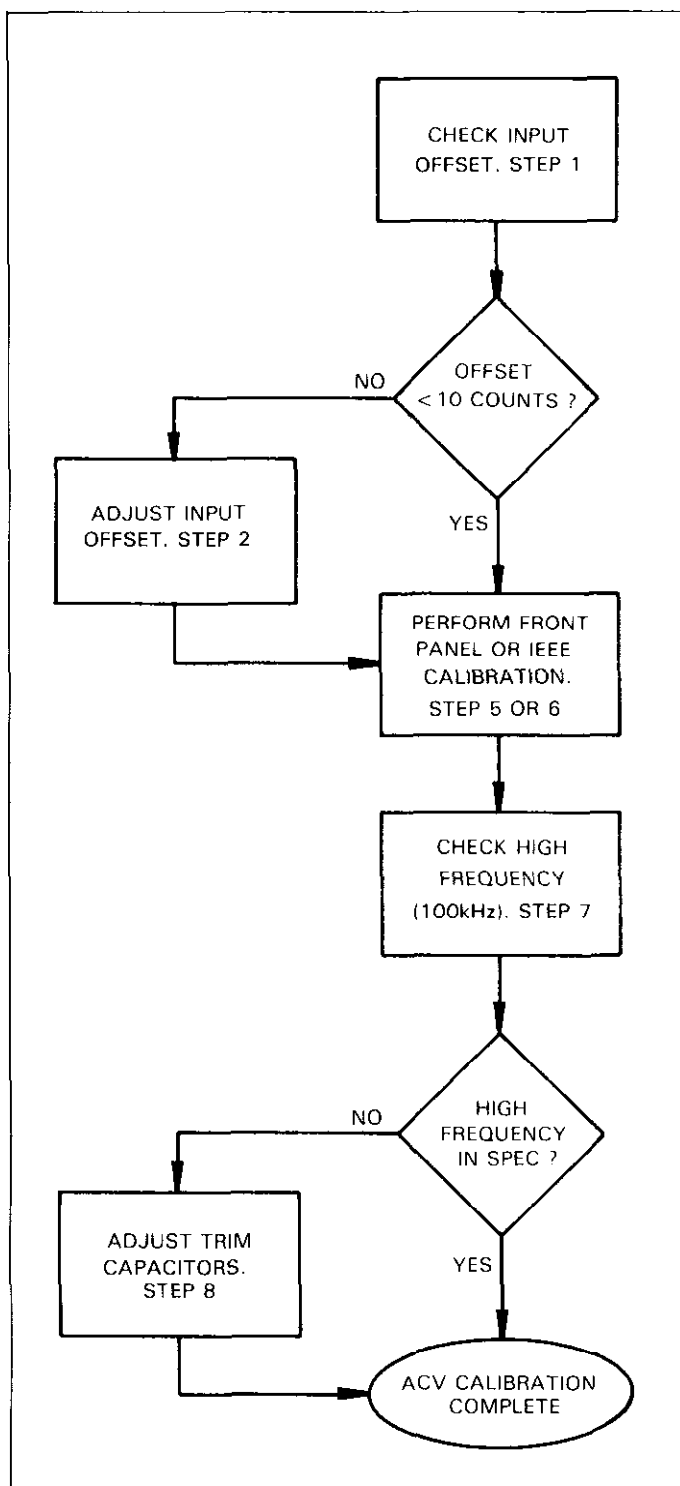 CHECK INPUT
OFFSET. STEP 1
OFFSET
< 10 COUNTS ?
NO
YES
ADJUST INPUT
OFFSET. STEP 2
PERFORM FRONT
PANEL OR IEEE
CALIBRATION.
STEP 5 OR 6
CHECK HIGH
FREQUENCY
(100kHz). STEP 7
HIGH
FREQUENCY
IN SPEC ?
NO
YES
ADJUST TRIM
CAPACITORS.
STEP 8
ACV CALIBRATION
COMPLETE